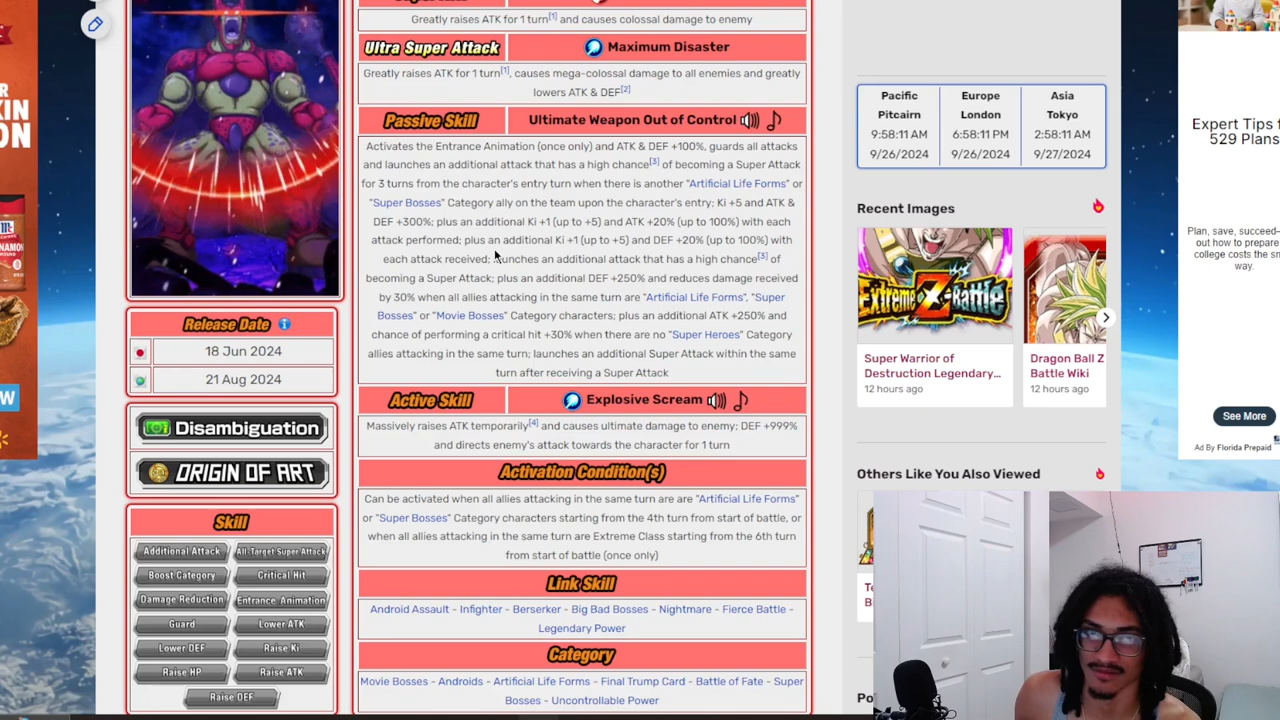 Greatly raises ATK for 1 turn[1] and causes colossal damage to enemy
Ultra Super Attack
Maximum Disaster
Greatly raises ATK for 1 turn[1], causes mega-colossal damage to all enemies and greatly
lowers ATK & DEF[2]
Passive Skill
Ultimate Weapon Out of Control
Activates the Entrance Animation (once only) and ATK & DEF +100%, guards all attacks
and launches an additional attack that has a high chance[3] of becoming a Super Attack
for 3 turns from the character's entry turn when there is another "Artificial Life Forms" or
"Super Bosses" Category ally on the team upon the character's entry; Ki +5 and ATK &
DEF +300%; plus an additional Ki +1 (up to +5) and ATK +20% (up to 100%) with each
attack performed; plus an additional Ki +1 (up to +5) and DEF +20% (up to 100%) with
each attack received; launches an additional attack that has a high chance[3] of
becoming a Super Attack; plus an additional DEF +250% and reduces damage received
by 30% when all allies attacking in the same turn are "Artificial Life Forms", "Super
Bosses" or "Movie Bosses" Category characters; plus an additional ATK +250% and
chance of performing a critical hit +30% when there are no "Super Heroes" Category
allies attacking in the same turn; launches an additional Super Attack within the same
turn after receiving a Super Attack
Active Skill
Explosive Scream
Massively raises ATK temporarily[4] and causes ultimate damage to enemy; DEF +999%
and directs enemy's attack towards the character for 1 turn
Activation Condition(s)
Can be activated when all allies attacking in the same turn are are "Artificial Life Forms"
or "Super Bosses" Category characters starting from the 4th turn from start of battle, or
when all allies attacking in the same turn are Extreme Class starting from the 6th turn
from start of battle (once only)
Link Skill
Android Assault - Infighter - Berserker - Big Bad Bosses - Nightmare - Fierce Battle -
Legendary Power
Category
Movie Bosses - Androids - Artificial Life Forms - Final Trump Card - Battle of Fate - Super
Bosses - Uncontrollable Power
Release Date
18 Jun 2024
21 Aug 2024
Disambiguation
ORIGIN OF ART
Skill
Additional Attack
All-Target Super Attack
Boost Category
Critical Hit
Damage Reduction
Entrance Animation
Guard
Lower ATK
Lower DEF
Raise Ki
Raise HP
Raise ATK
Raise DEF
Pacific
Pitcairn
9:58:11 AM
9/26/2024
Europe
London
6:58:11 PM
9/26/2024
Asia
Tokyo
2:58:11 AM
9/27/2024
Recent Images
Extreme Z-Battle
Super Warrior of
Destruction Legendary...
12 hours ago
Dragon Ball Z
Battle Wiki
12 hours ago
Others Like You Also Viewed
Expert Tips f
529 Plans
Plan, save, succeed—
out how to prepare
college costs the sn
way.
See More
Ad By Florida Prepaid